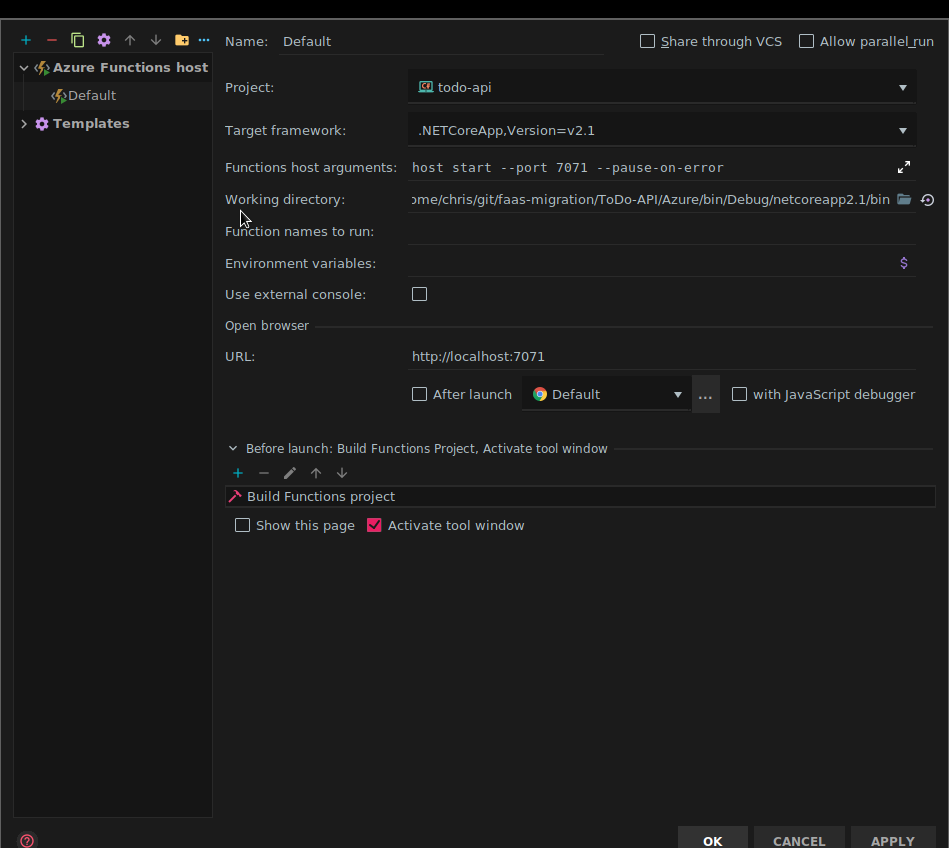 Name: Default Share through VCS Allow parallel run
Azure Functions host
Default
Templates
Project: todo-api
Target framework: .NETCoreApp,Version=v2.1
Functions host arguments: host start --port 7071 --pause-on-error
Working directory: ome/chris/git/faas-migration/ToDo-API/Azure/bin/Debug/netcoreapp2.1/bin
Function names to run:
Environment variables: $
Use external console:
Open browser
URL: http://localhost:7071
After launch Default ... with JavaScript debugger
Before launch: Build Functions Project, Activate tool window
Build Functions project
Show this page Activate tool window
? OK CANCEL APPLY